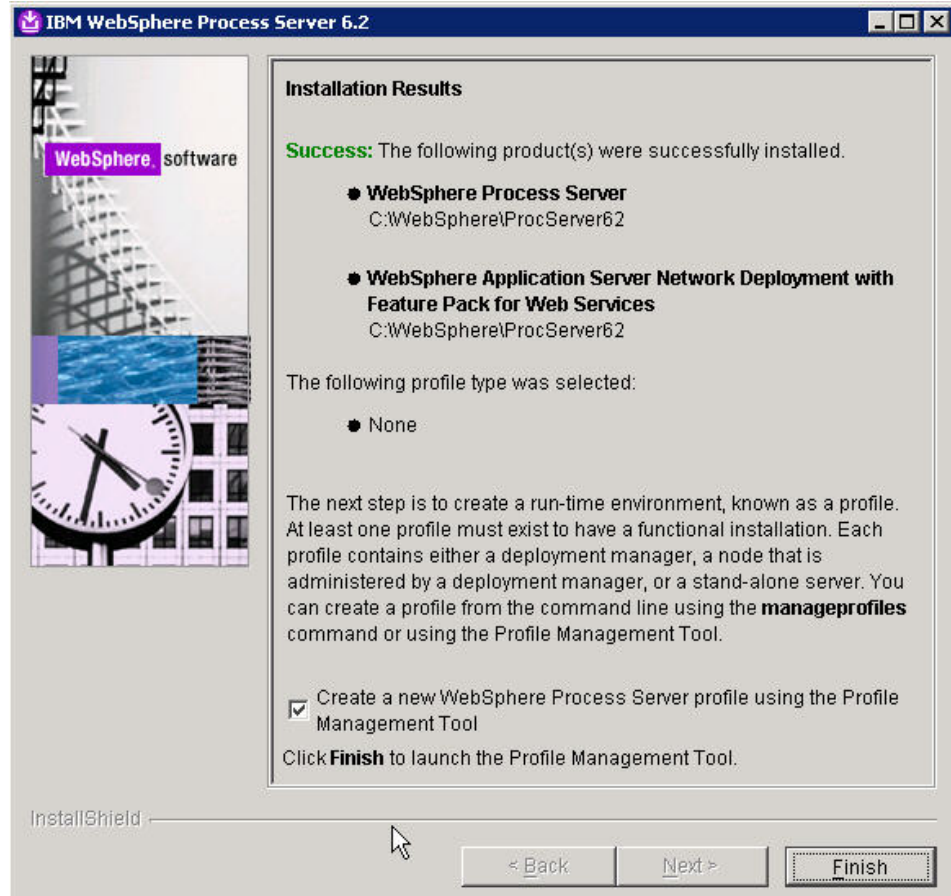 IBM WebSphere Process Server 6.2
WebSphere. software
Installation Results
Success: The following product(s) were successfully installed.
WebSphere Process Server
C:\WebSphere\ProcServer62
WebSphere Application Server Network Deployment with
Feature Pack for Web Services
C:\WebSphere\ProcServer62
The following profile type was selected:
None
The next step is to create a run-time environment, known as a profile.
At least one profile must exist to have a functional installation. Each
profile contains either a deployment manager, a node that is
administered by a deployment manager, or a stand-alone server. You
can create a profile from the command line using the manageprofiles
command or using the Profile Management Tool.
Create a new WebSphere Process Server profile using the Profile
Management Tool
Click Finish to launch the Profile Management Tool.
InstallShield
< Back
Next >
Finish